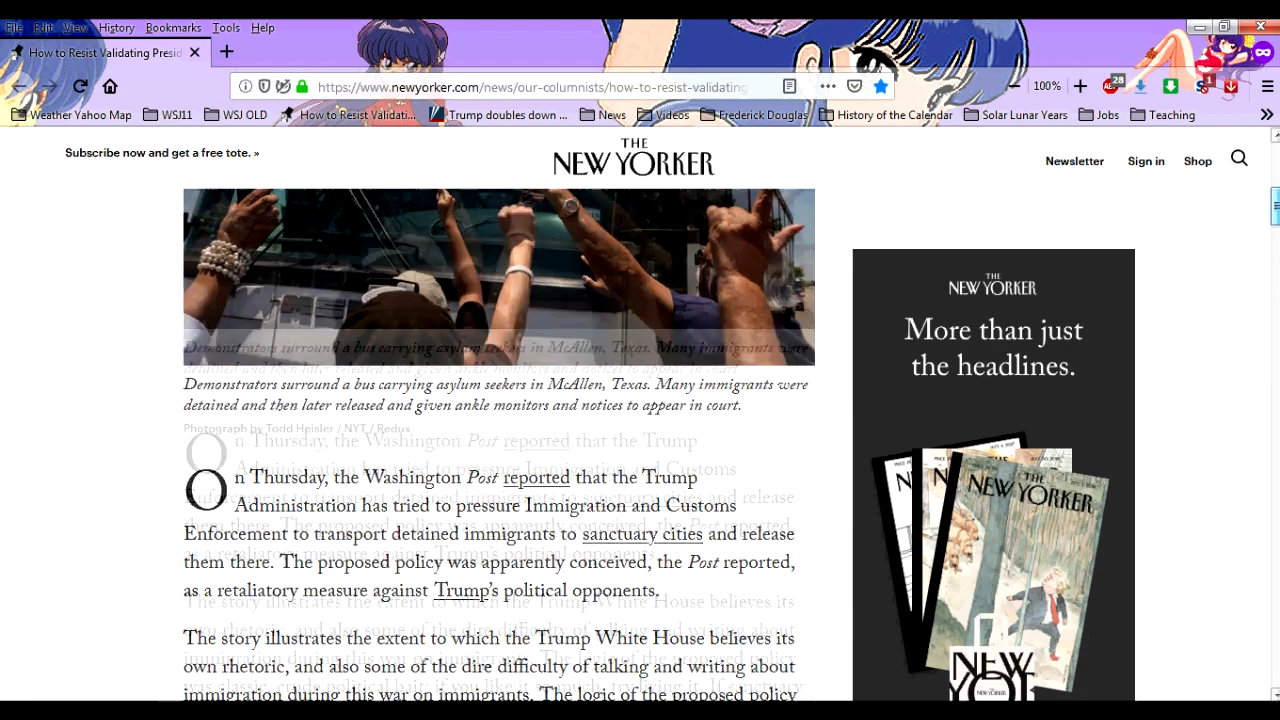 File Edit View History Bookmarks Tools Help
How to Resist Validating Presid
https://www.newyorker.com/news/our-columnists/how-to-resist-validating
100%
28
1
Weather Yahoo Map WSJ11 WSJ OLD How to Resist Validati... Trump doubles down ... News Videos Frederick Douglas History of the Calendar Solar Lunar Years Jobs Teaching
Subscribe now and get a free tote. »
THE
NEW YORKER
Newsletter Sign in Shop
Demonstrators surround a bus carrying asylum seekers in McAllen, Texas. Many immigrants were
detained and then later released and given ankle monitors and notices to appear in court.
Photograph by Todd Heisler / NYT / Redux
On Thursday, the Washington Post reported that the Trump
Administration has tried to pressure Immigration and Customs
Enforcement to transport detained immigrants to sanctuary cities and release
them there. The proposed policy was apparently conceived, the Post reported,
as a retaliatory measure against Trump's political opponents.
The story illustrates the extent to which the Trump White House believes its
own rhetoric, and also some of the dire difficulty of talking and writing about
immigration during this war on immigrants. The logic of the proposed policy
THE
NEW YORKER
More than just
the headlines.
THE
NEW YORKER
NEW